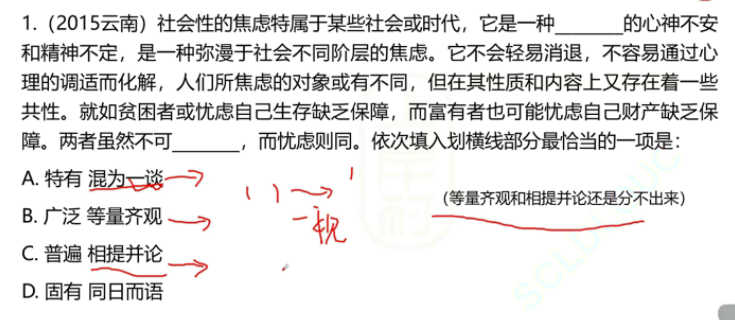 1.（2015云南）社会性的焦虑特属于某些社会或时代，它是一种_______的心神不安
和精神不定，是一种弥漫于社会不同阶层的焦虑。它不会轻易消退，不容易通过心
理的调适而化解，人们所焦虑的对象或有不同，但在其性质和内容上又存在着一些
共性。就如贫困者或忧虑自己生存缺乏保障，而富有者也可能忧虑自己财产缺乏保
障。两者虽然不可_______，而忧虑则同。依次填入划横线部分最恰当的一项是：
A. 特有 混为一谈
（等量齐观和相提并论还是分不出来）
B. 广泛 等量齐观
C. 普遍 相提并论
D. 固有 同日而语